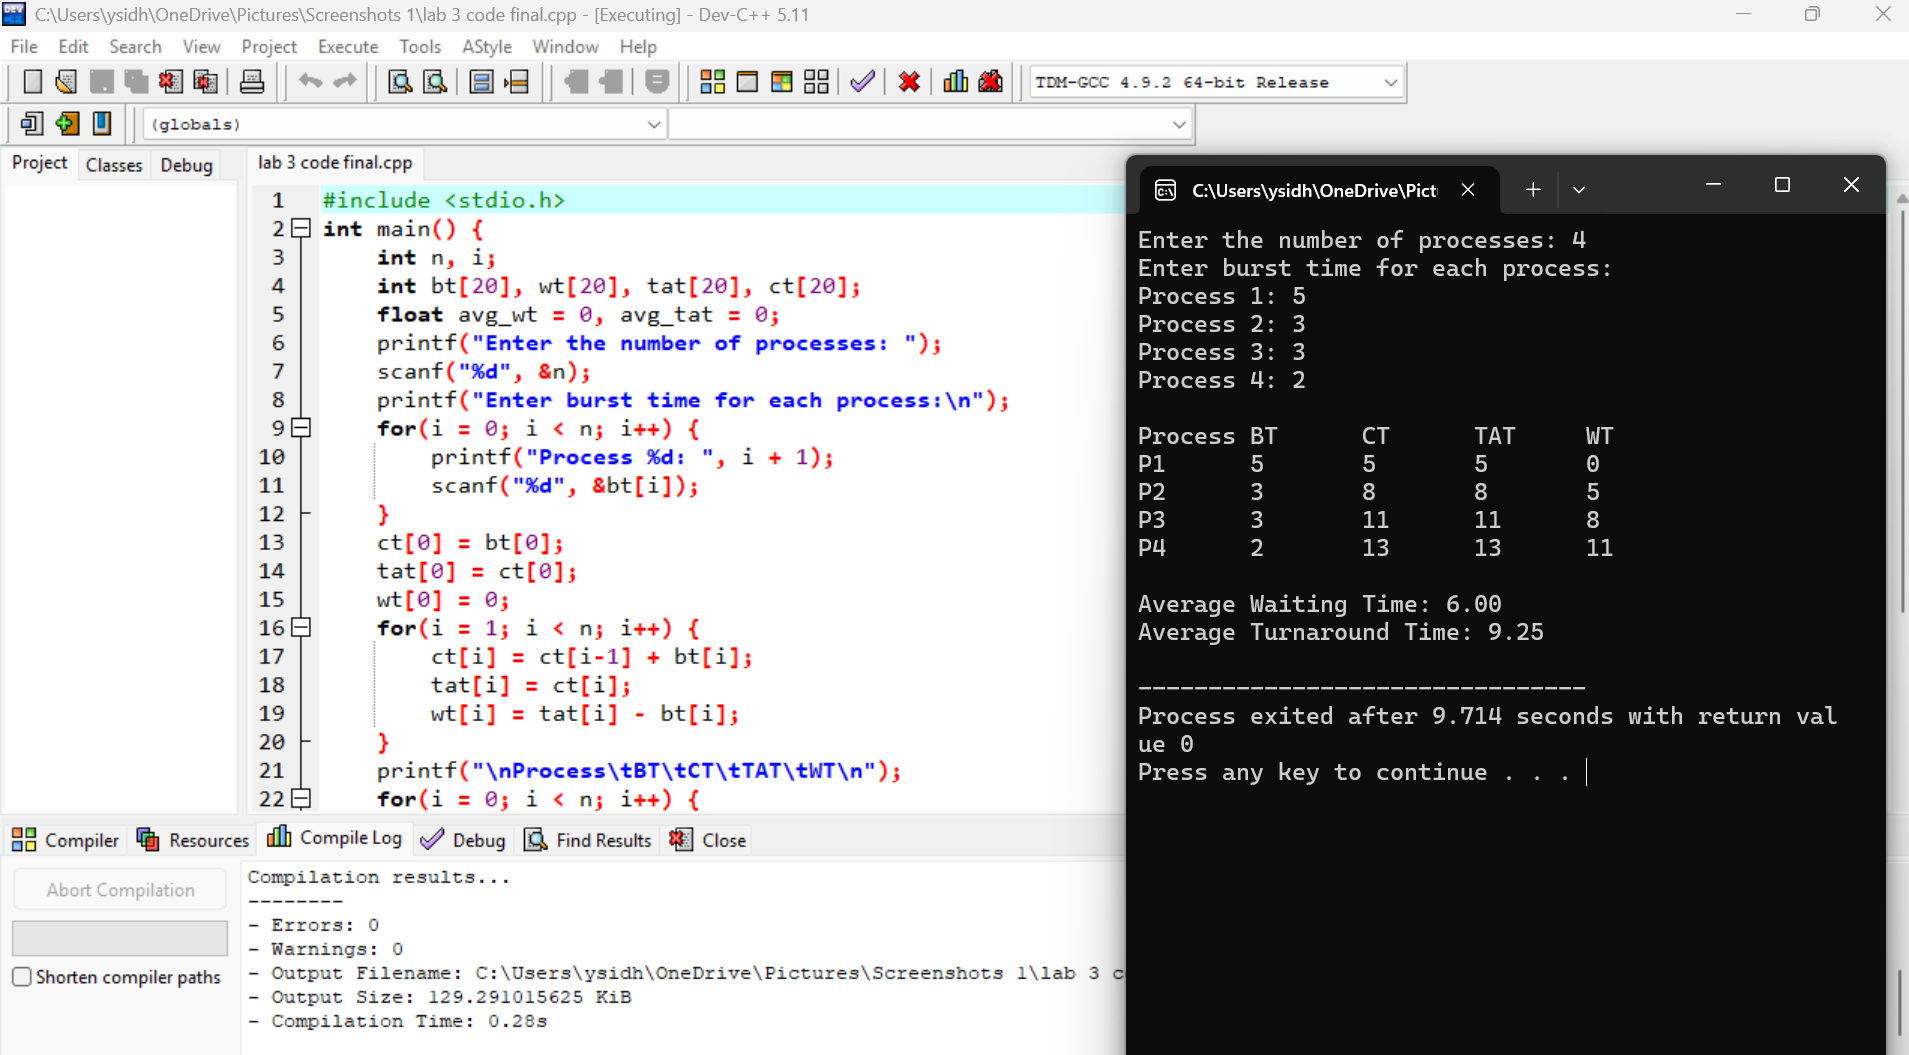 C:\Users\ysidh\OneDrive\Pictures\Screenshots 1\lab 3 code final.cpp - [Executing] - Dev-C++ 5.11
File Edit Search View Project Execute Tools AStyle Window Help
TDM-GCC 4.9.2 64-bit Release
(globals)
Project Classes Debug
lab 3 code final.cpp
1 #include <stdio.h>
2 int main() {
3 int n, i;
4 int bt[20], wt[20], tat[20], ct[20];
5 float avg_wt = 0, avg_tat = 0;
6 printf("Enter the number of processes: ");
7 scanf("%d", &n);
8 printf("Enter burst time for each process:\n");
9 for(i = 0; i < n; i++) {
10 printf("Process %d: ", i + 1);
11 scanf("%d", &bt[i]);
12 }
13 ct[0] = bt[0];
14 tat[0] = ct[0];
15 wt[0] = 0;
16 for(i = 1; i < n; i++) {
17 ct[i] = ct[i-1] + bt[i];
18 tat[i] = ct[i];
19 wt[i] = tat[i] - bt[i];
20 }
21 printf("\nProcess\tBT\tCT\tTAT\tWT\n");
22 for(i = 0; i < n; i++) {
C:\Users\ysidh\OneDrive\Pict
Enter the number of processes: 4
Enter burst time for each process:
Process 1: 5
Process 2: 3
Process 3: 3
Process 4: 2
Process BT CT TAT WT
P1 5 5 5 0
P2 3 8 8 5
P3 3 11 11 8
P4 2 13 13 11
Average Waiting Time: 6.00
Average Turnaround Time: 9.25
--------------------------------
Process exited after 9.714 seconds with return val
ue 0
Press any key to continue . . .
Compiler Resources Compile Log Debug Find Results Close
Abort Compilation
Shorten compiler paths
Compilation results...
--------
- Errors: 0
- Warnings: 0
- Output Filename: C:\Users\ysidh\OneDrive\Pictures\Screenshots 1\lab 3 c
- Output Size: 129.291015625 KiB
- Compilation Time: 0.28s